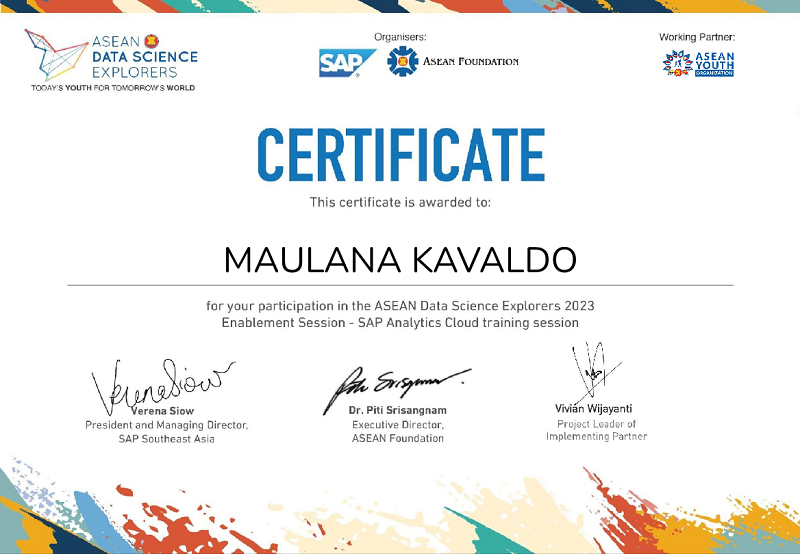 ASEAN
DATA SCIENCE
EXPLORERS
TODAY'S YOUTH FOR TOMORROW'S WORLD
Organisers:
SAP®
ASEAN FOUNDATION
Working Partner:
ASEAN
YOUTH
ORGANIZATION
CERTIFICATE
This certificate is awarded to:
MAULANA KAVALDO
for your participation in the ASEAN Data Science Explorers 2023
Enablement Session - SAP Analytics Cloud training session
VerenaSiow
Verena Siow
President and Managing Director,
SAP Southeast Asia
Piti Srisangnam
Dr. Piti Srisangnam
Executive Director,
ASEAN Foundation
Vivian Wijayanti
Project Leader of
Implementing Partner